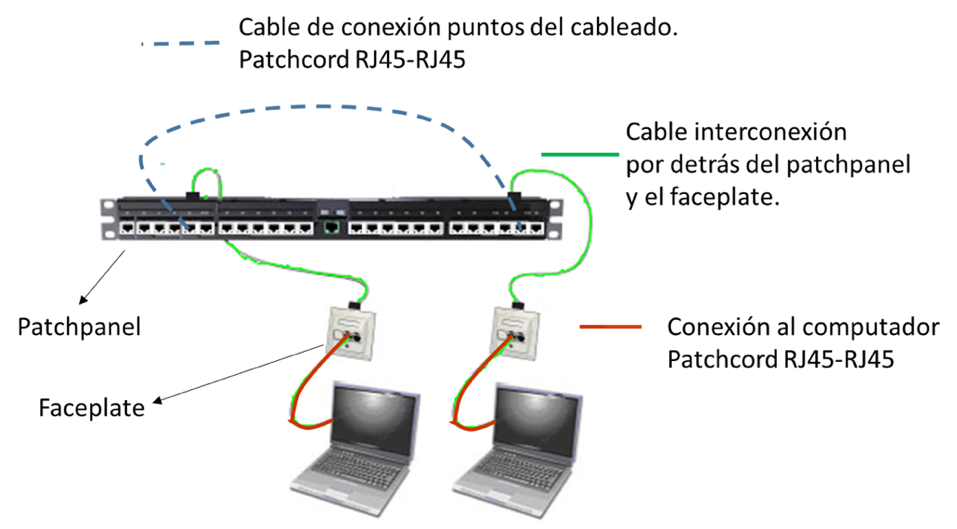 Cable de conexión puntos del cableado.
Patchcord RJ45-RJ45
Cable interconexión
por detrás del patchpanel
y el faceplate.
Patchpanel
Conexión al computador
Patchcord RJ45-RJ45
Faceplate